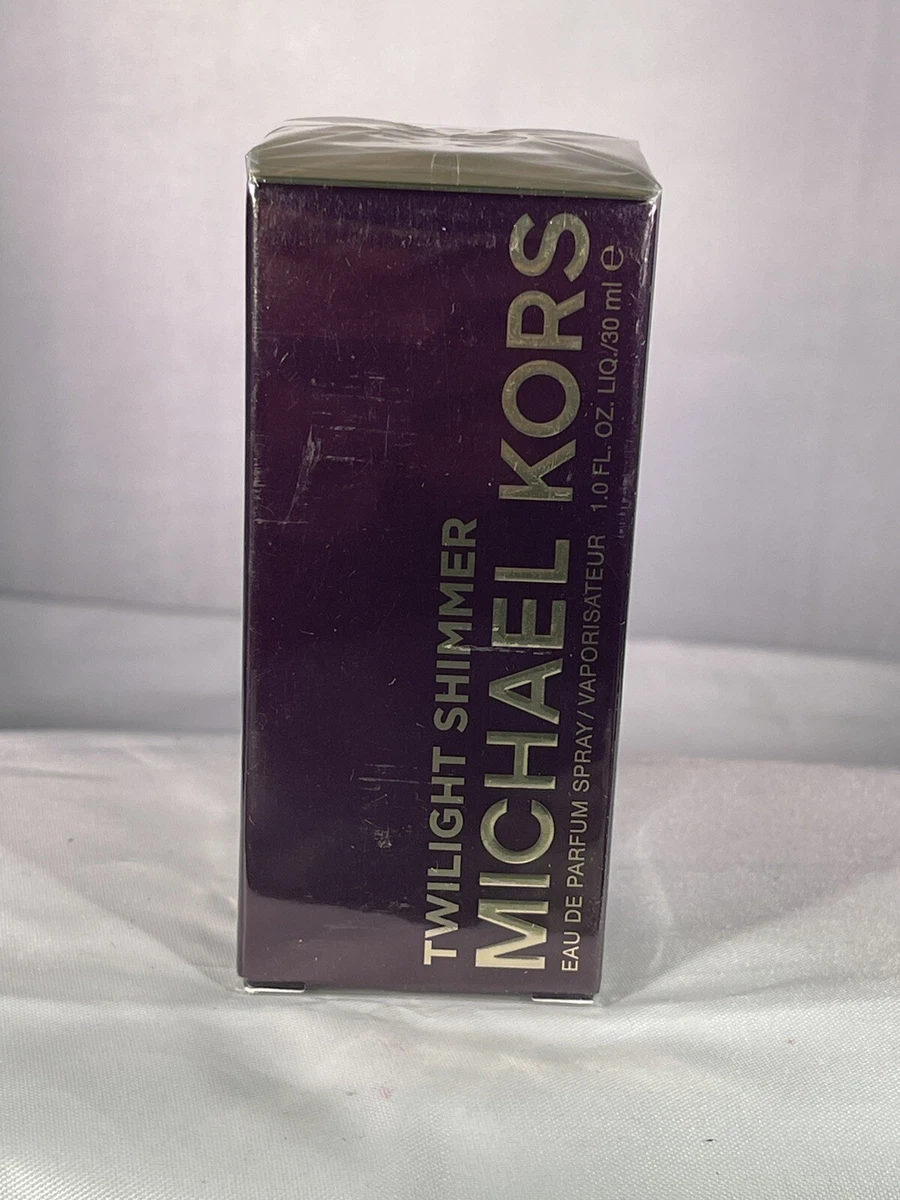 TWILIGHT SHIMMER
MICHAEL KORS
EAU DE PARFUM SPRAY/VAPORISATEUR 1.0 FL. OZ. LIQ./30 ml ℮